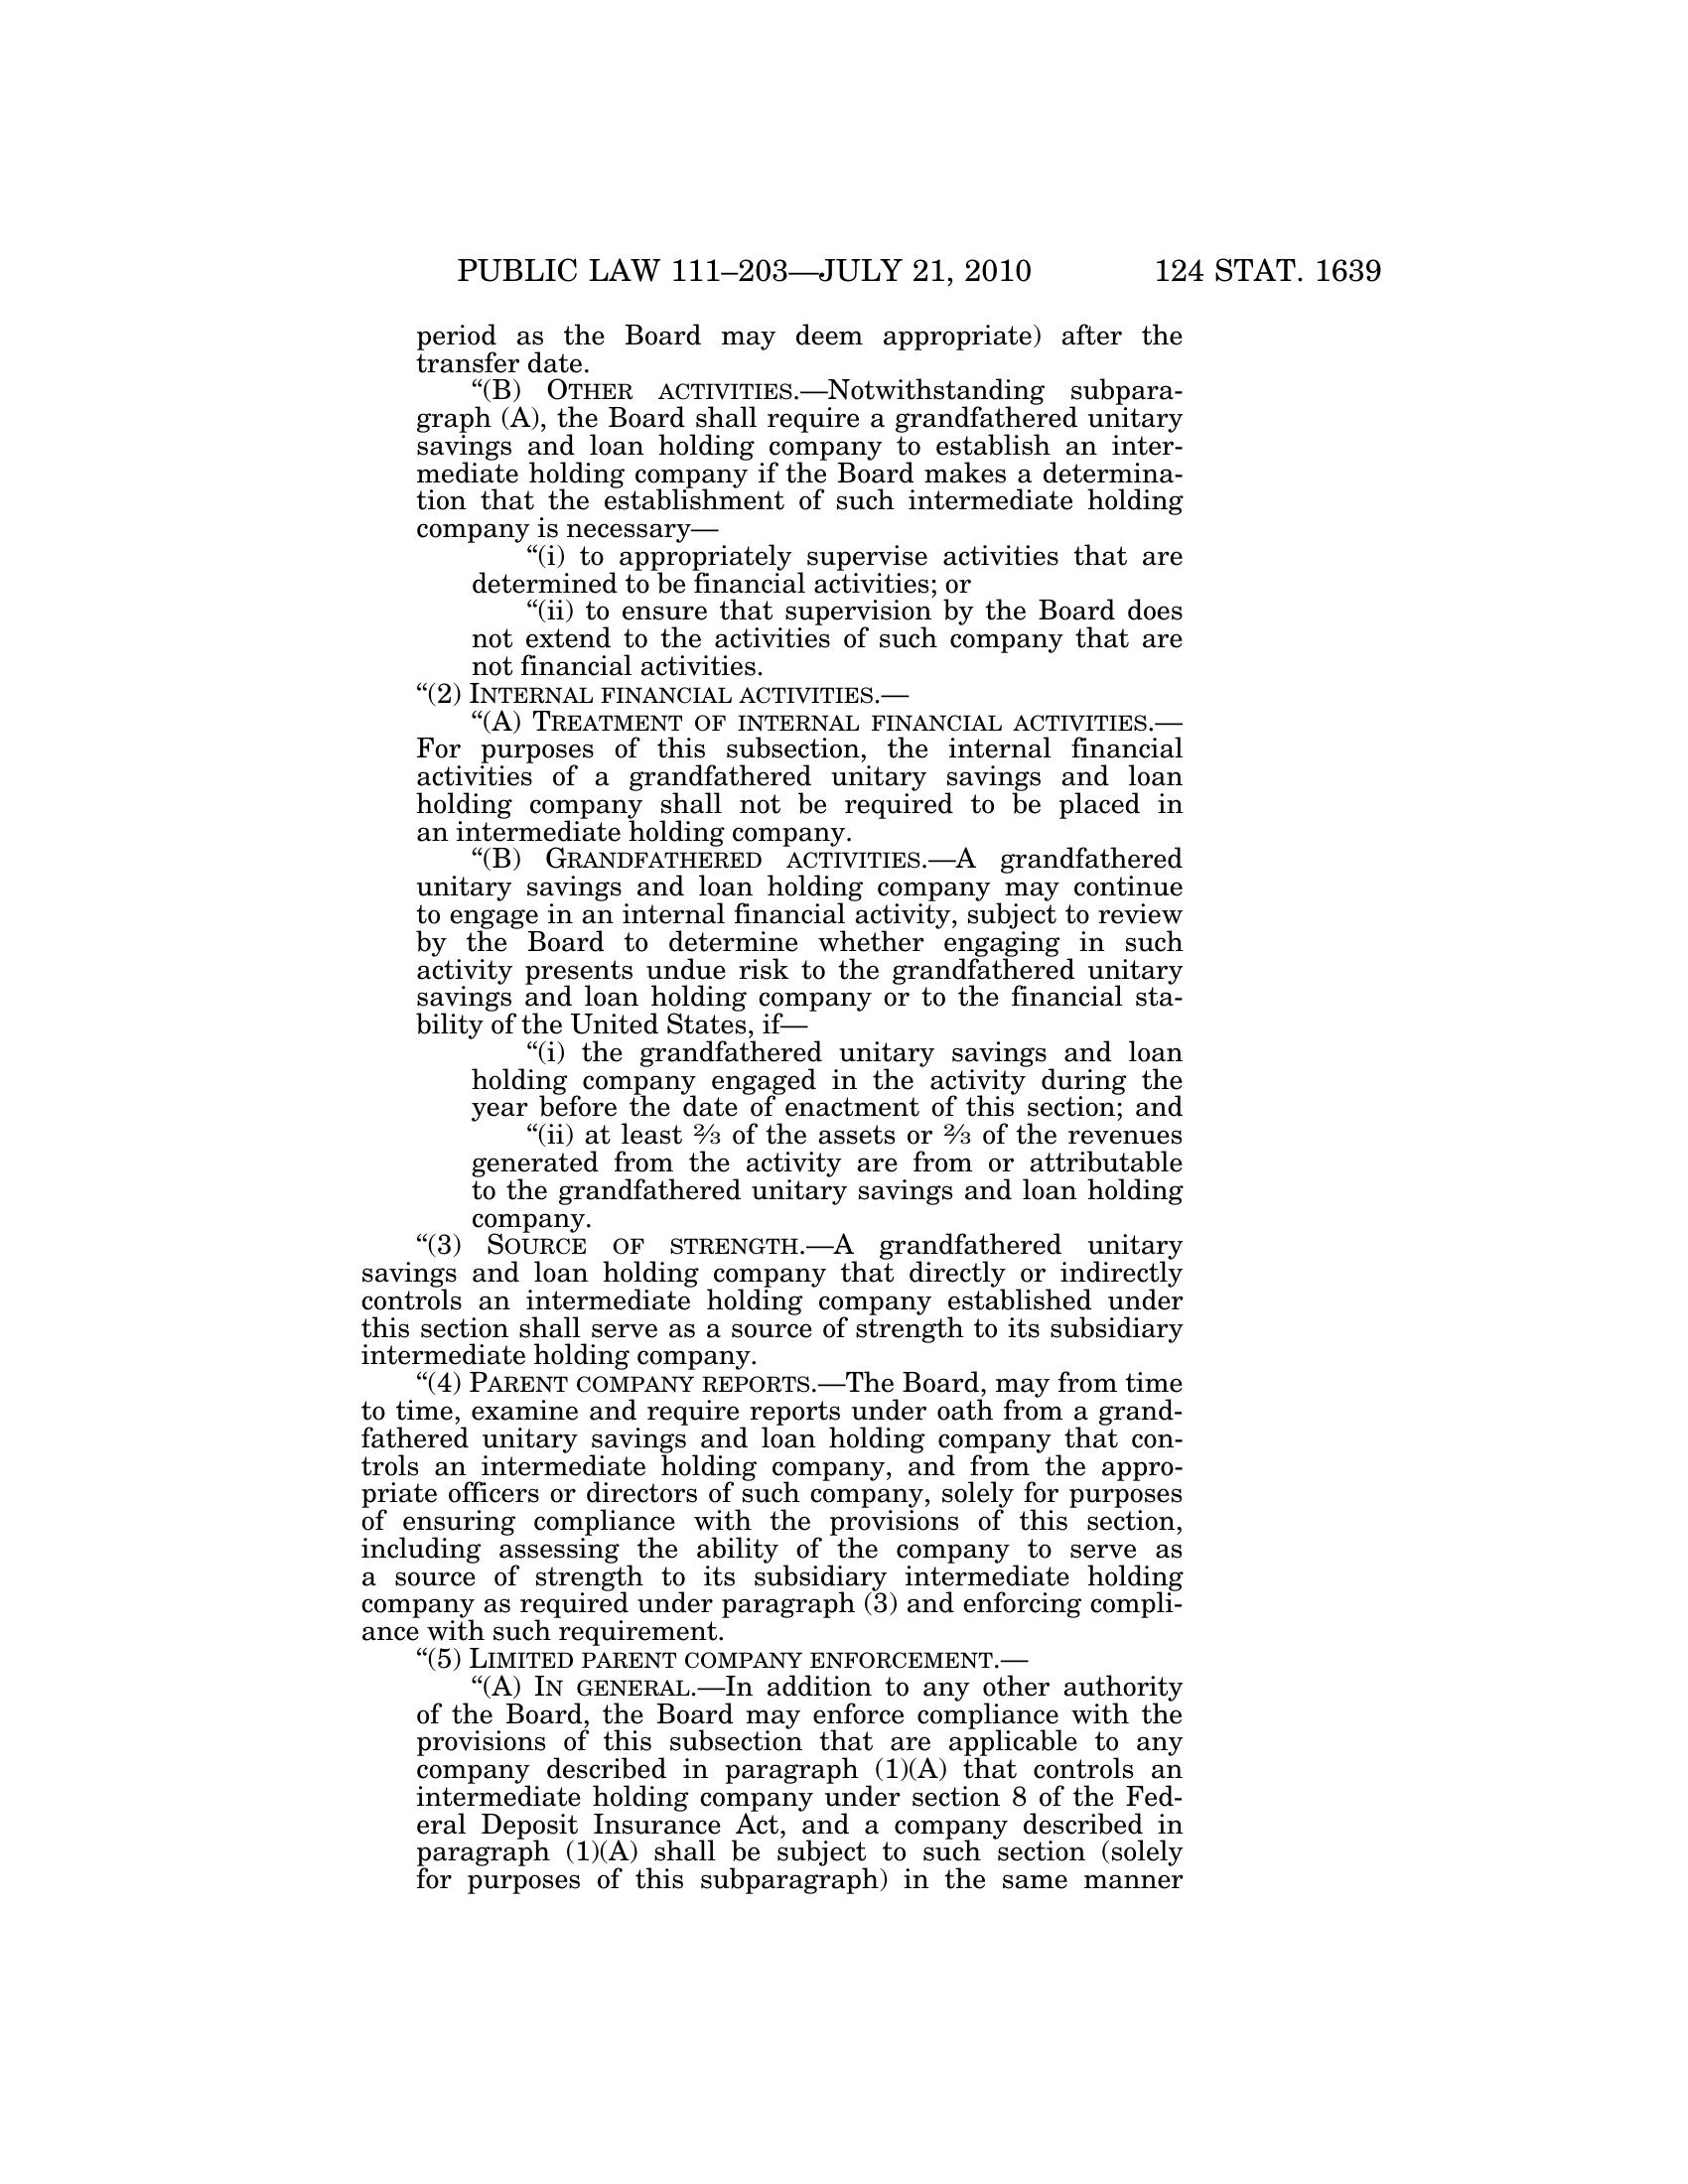 PUBLIC LAW 111–203—JULY 21, 2010 124 STAT. 1639
period as the Board may deem appropriate) after the
transfer date.
“(B) OTHER ACTIVITIES.—Notwithstanding subpara-
graph (A), the Board shall require a grandfathered unitary
savings and loan holding company to establish an inter-
mediate holding company if the Board makes a determina-
tion that the establishment of such intermediate holding
company is necessary—
“(i) to appropriately supervise activities that are
determined to be financial activities; or
“(ii) to ensure that supervision by the Board does
not extend to the activities of such company that are
not financial activities.
“(2) INTERNAL FINANCIAL ACTIVITIES.—
“(A) TREATMENT OF INTERNAL FINANCIAL ACTIVITIES.—
For purposes of this subsection, the internal financial
activities of a grandfathered unitary savings and loan
holding company shall not be required to be placed in
an intermediate holding company.
“(B) GRANDFATHERED ACTIVITIES.—A grandfathered
unitary savings and loan holding company may continue
to engage in an internal financial activity, subject to review
by the Board to determine whether engaging in such
activity presents undue risk to the grandfathered unitary
savings and loan holding company or to the financial sta-
bility of the United States, if—
“(i) the grandfathered unitary savings and loan
holding company engaged in the activity during the
year before the date of enactment of this section; and
“(ii) at least 2⁄3 of the assets or 2⁄3 of the revenues
generated from the activity are from or attributable
to the grandfathered unitary savings and loan holding
company.
“(3) SOURCE OF STRENGTH.—A grandfathered unitary
savings and loan holding company that directly or indirectly
controls an intermediate holding company established under
this section shall serve as a source of strength to its subsidiary
intermediate holding company.
“(4) PARENT COMPANY REPORTS.—The Board, may from time
to time, examine and require reports under oath from a grand-
fathered unitary savings and loan holding company that con-
trols an intermediate holding company, and from the appro-
priate officers or directors of such company, solely for purposes
of ensuring compliance with the provisions of this section,
including assessing the ability of the company to serve as
a source of strength to its subsidiary intermediate holding
company as required under paragraph (3) and enforcing compli-
ance with such requirement.
“(5) LIMITED PARENT COMPANY ENFORCEMENT.—
“(A) IN GENERAL.—In addition to any other authority
of the Board, the Board may enforce compliance with the
provisions of this subsection that are applicable to any
company described in paragraph (1)(A) that controls an
intermediate holding company under section 8 of the Fed-
eral Deposit Insurance Act, and a company described in
paragraph (1)(A) shall be subject to such section (solely
for purposes of this subparagraph) in the same manner